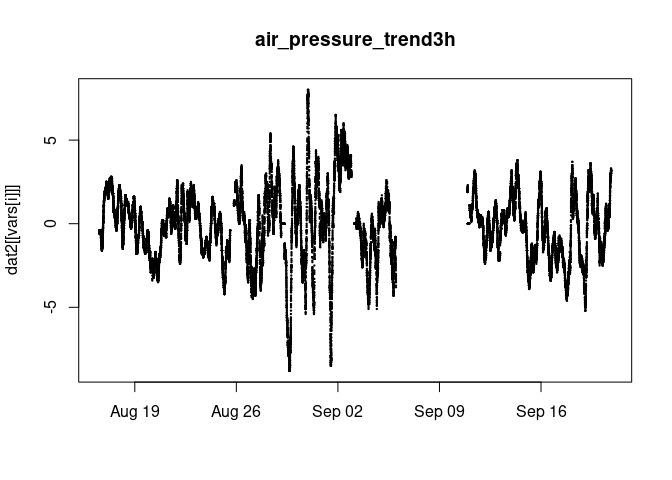 air_pressure_trend3h
dat2[[vars[i]]]
5
0
-5
Aug 19 Aug 26 Sep 02 Sep 09 Sep 16